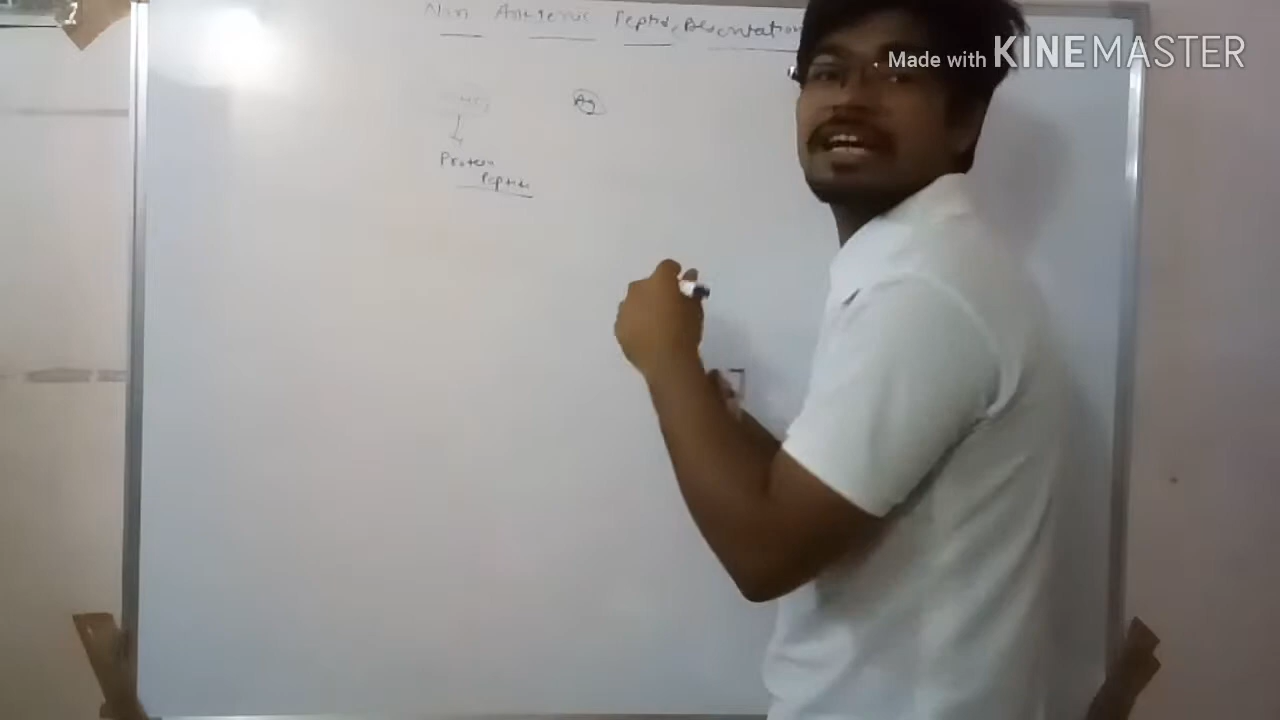 Non Antigenic Peptide Presentation
Made with KINEMASTER
Ag
Protein
Peptide